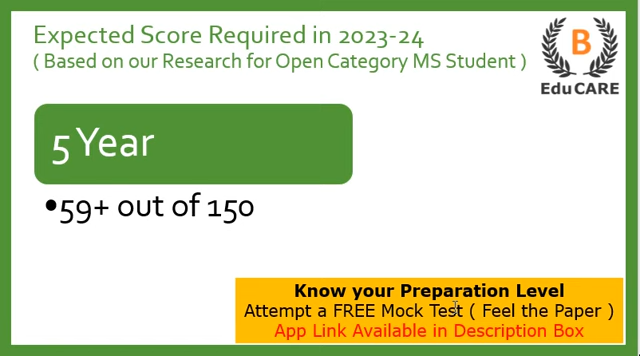 Expected Score Required in 2023-24
( Based on our Research for Open Category MS Student )
B
EduCARE
5 Year
•59+ out of 150
Know your Preparation Level
Attempt a FREE Mock Test ( Feel the Paper )
App Link Available in Description Box